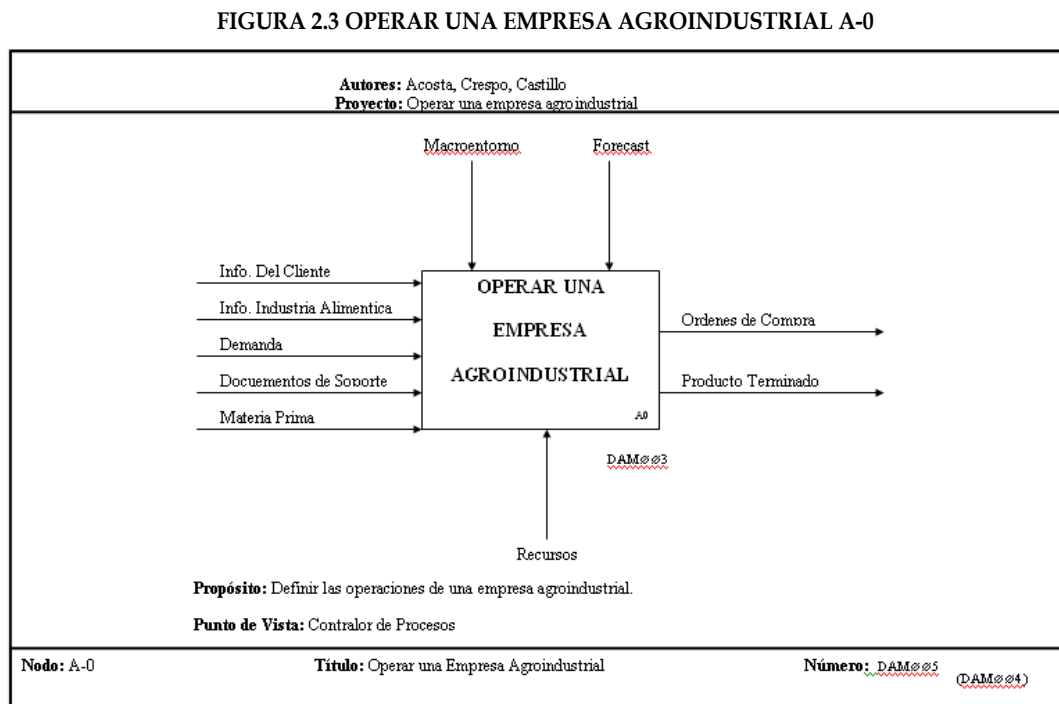 FIGURA 2.3 OPERAR UNA EMPRESA AGROINDUSTRIAL A-0
Autores: Acosta, Crespo, Castillo
Proyecto: Operar una empresa agroindustrial
Macroentorno
Forecast
Info. Del Cliente
Info. Industria Alimentica
Demanda
Docuementos de Soporte
Materia Prima
OPERAR UNA
EMPRESA
AGROINDUSTRIAL
A0
Ordenes de Compra
Producto Terminado
DAMøø3
Recursos
Propósito: Definir las operaciones de una empresa agroindustrial.
Punto de Vista: Contralor de Procesos
Nodo: A-0
Título: Operar una Empresa Agroindustrial
Número: DAMøø5
(DAMøø4)